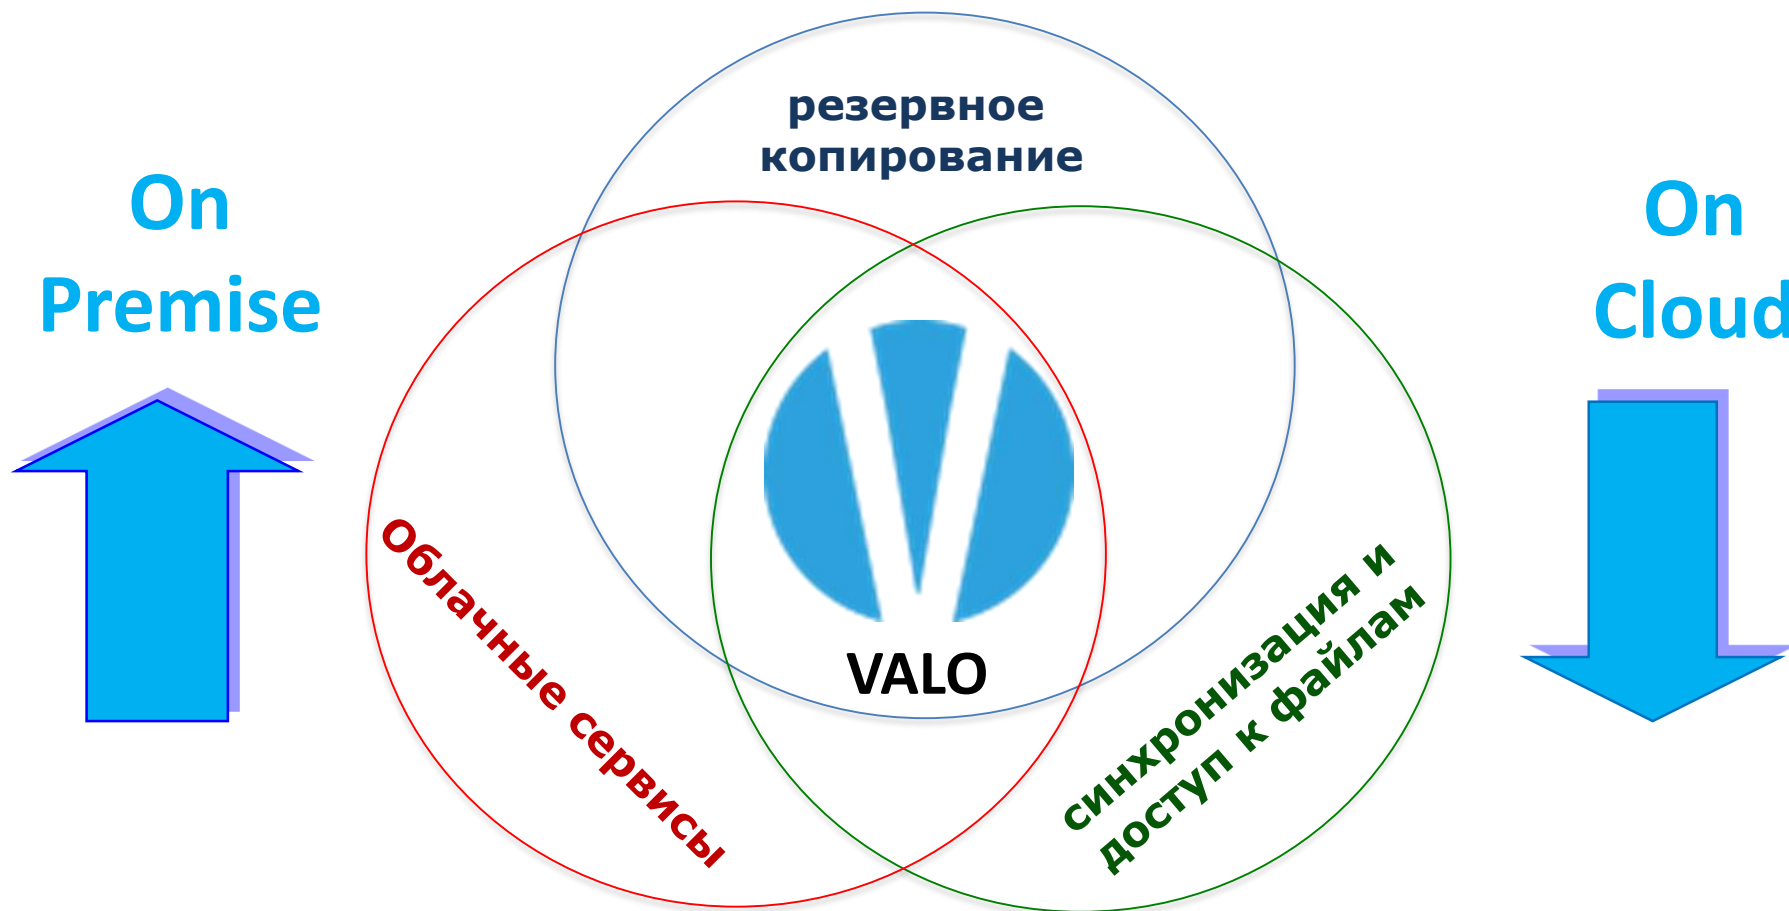 резервное
копирование
On
Premise
On
Cloud
Облачные сервисы
синхронизация и
доступ к файлам
VALO